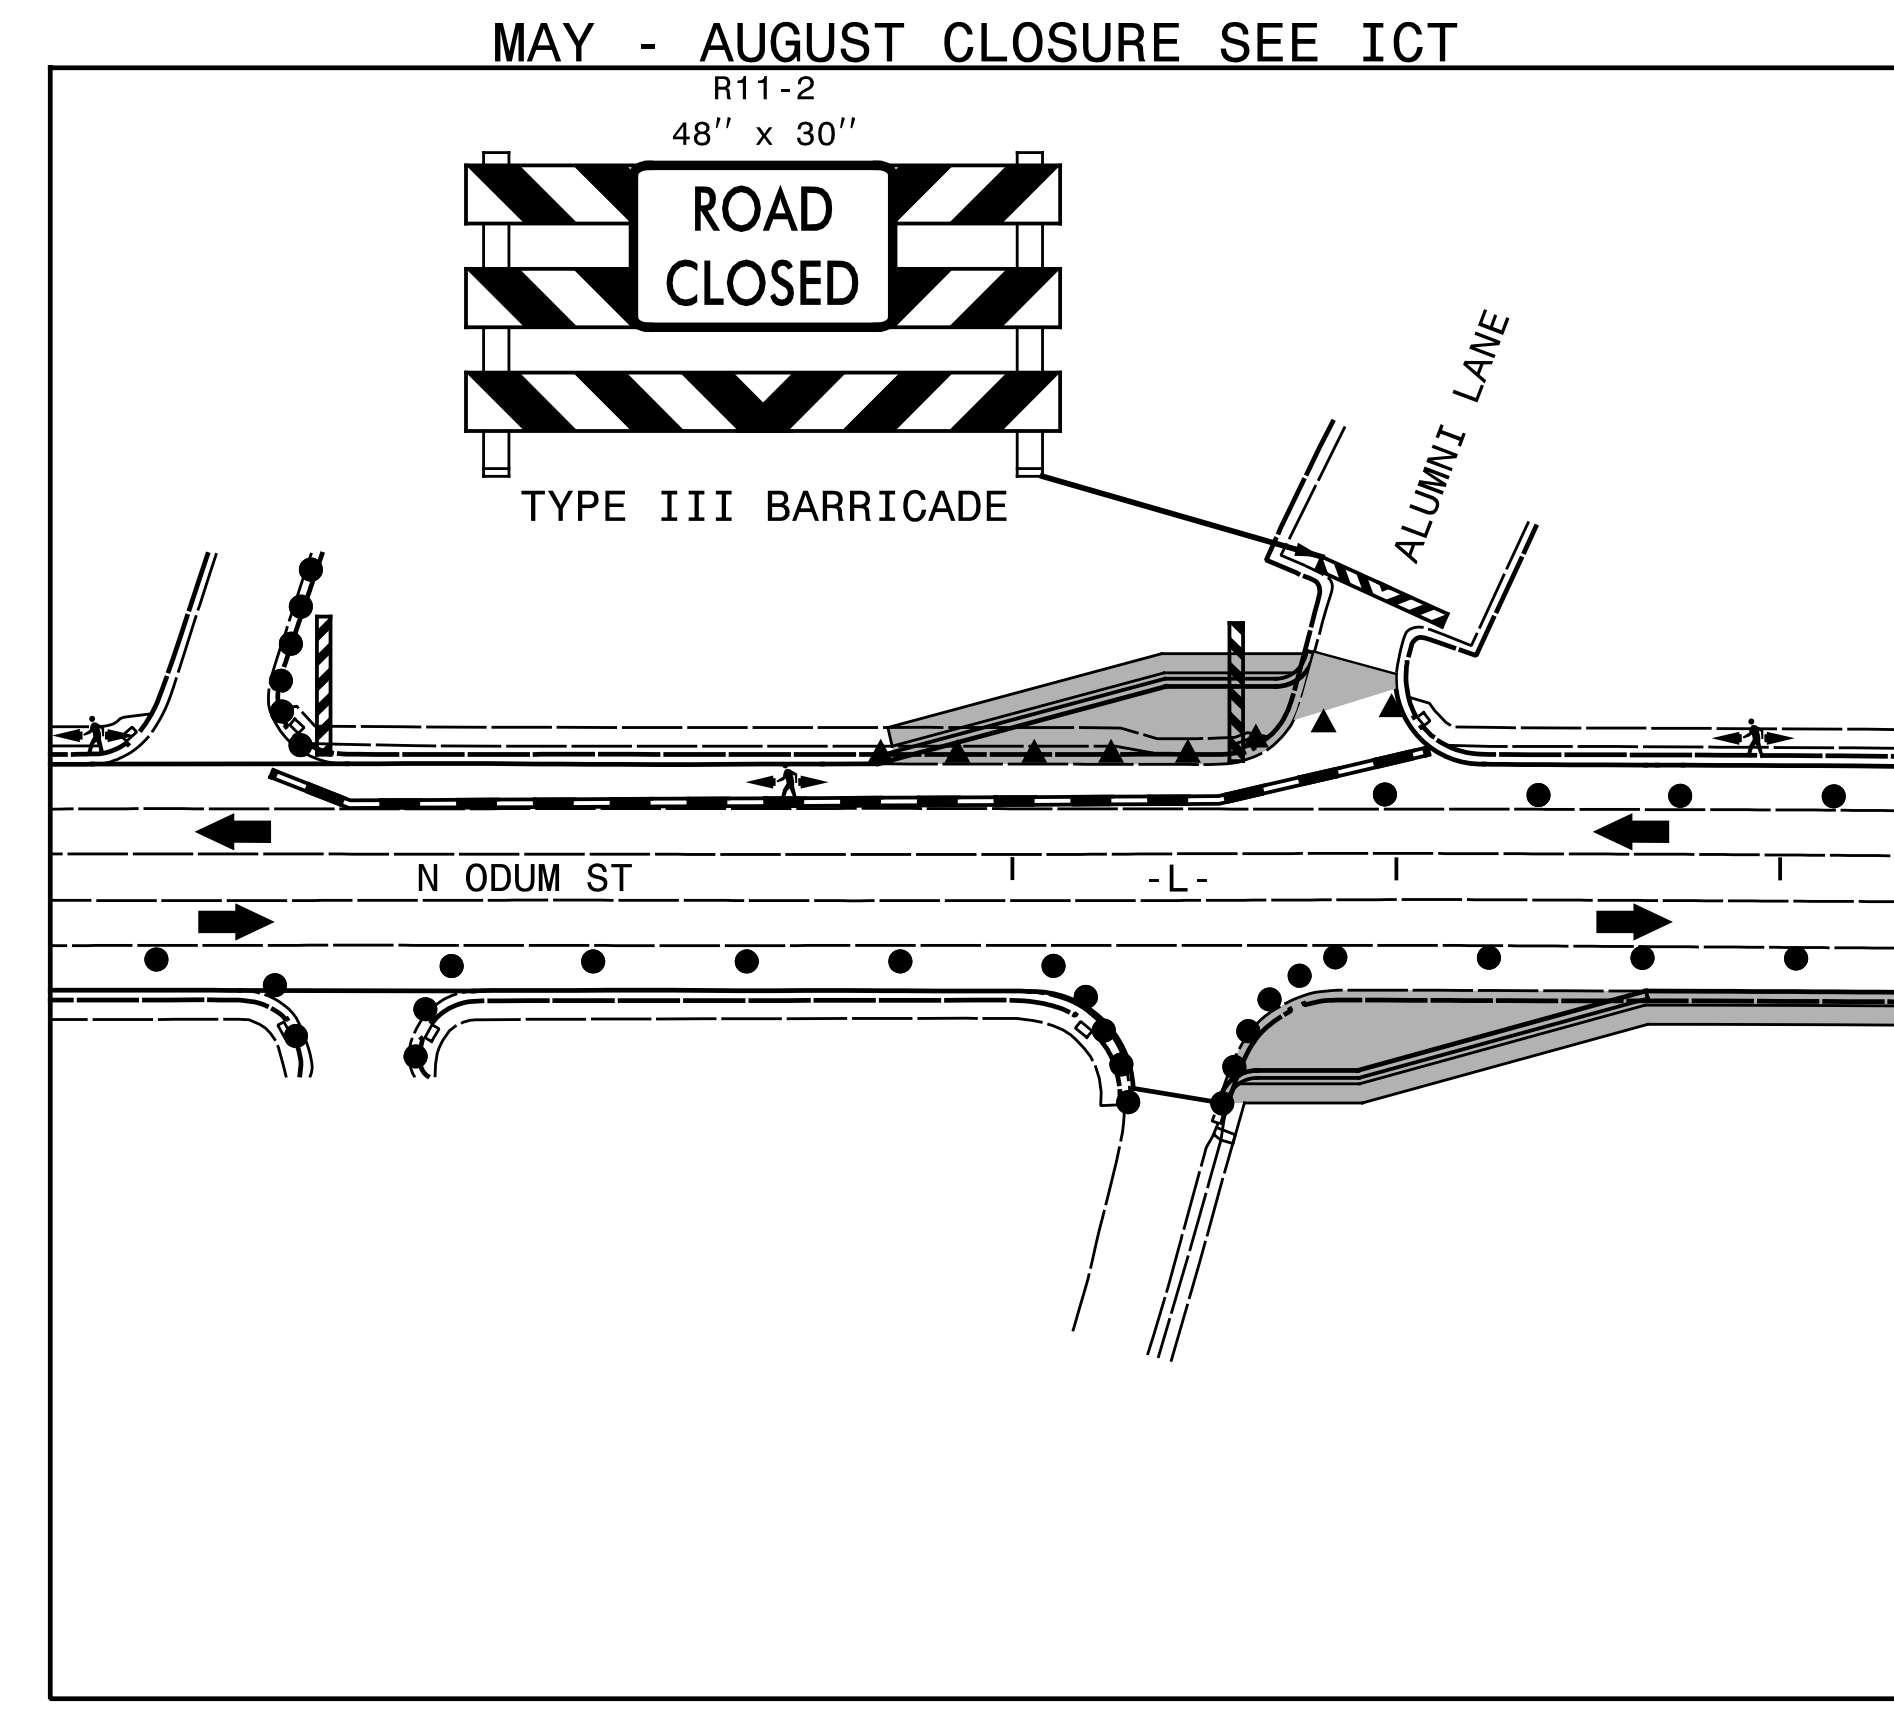 MAY - AUGUST CLOSURE SEE ICT
R11-2
48'' x 30''
ROAD
CLOSED
TYPE III BARRICADE
ALUMNI LANE
N ODUM ST
-L-